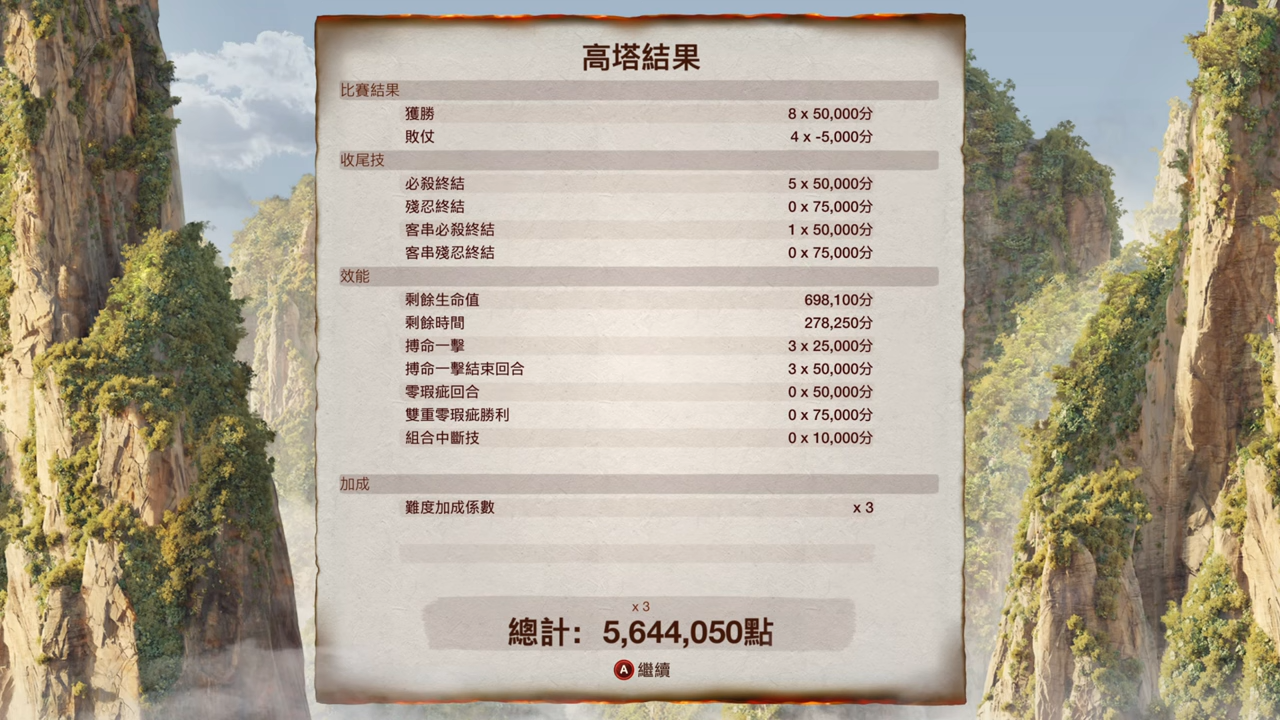 高塔結果
比賽結果
獲勝 8 x 50,000分
敗仗 4 x -5,000分
收尾技
必殺終結 5 x 50,000分
殘忍終結 0 x 75,000分
客串必殺終結 1 x 50,000分
客串殘忍終結 0 x 75,000分
效能
剩餘生命值 698,100分
剩餘時間 278,250分
搏命一擊 3 x 25,000分
搏命一擊結束回合 3 x 50,000分
零瑕疵回合 0 x 50,000分
雙重零瑕疵勝利 0 x 75,000分
組合中斷技 0 x 10,000分
加成
難度加成係數 x 3
x 3
總計：5,644,050點
A 繼續